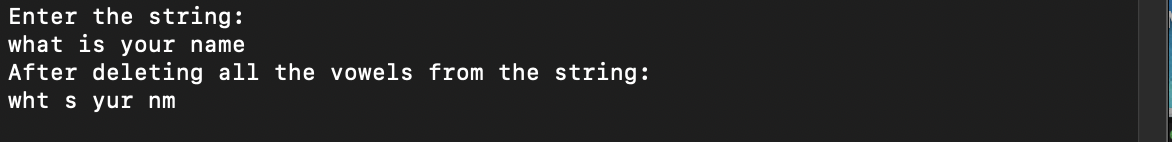 Enter the string:
what is your name
After deleting all the vowels from the string:
wht s yur nm